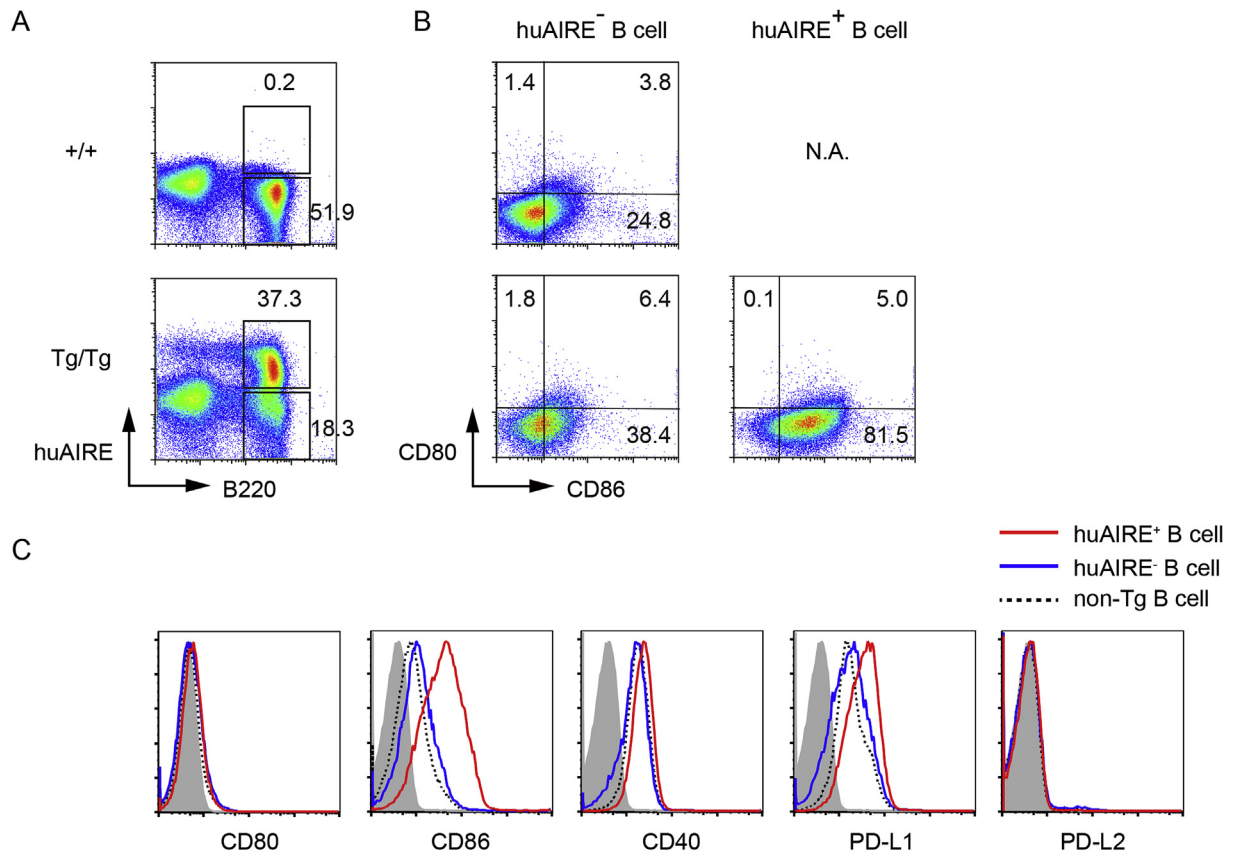 A
0.2
+/+
51.9
37.3
Tg/Tg
18.3
huAIRE
B220
B
huAIRE⁻ B cell
huAIRE⁺ B cell
1.4
3.8
24.8
N.A.
1.8
6.4
38.4
0.1
5.0
81.5
CD80
CD86
C
huAIRE⁺ B cell
huAIRE⁻ B cell
non-Tg B cell
CD80
CD86
CD40
PD-L1
PD-L2